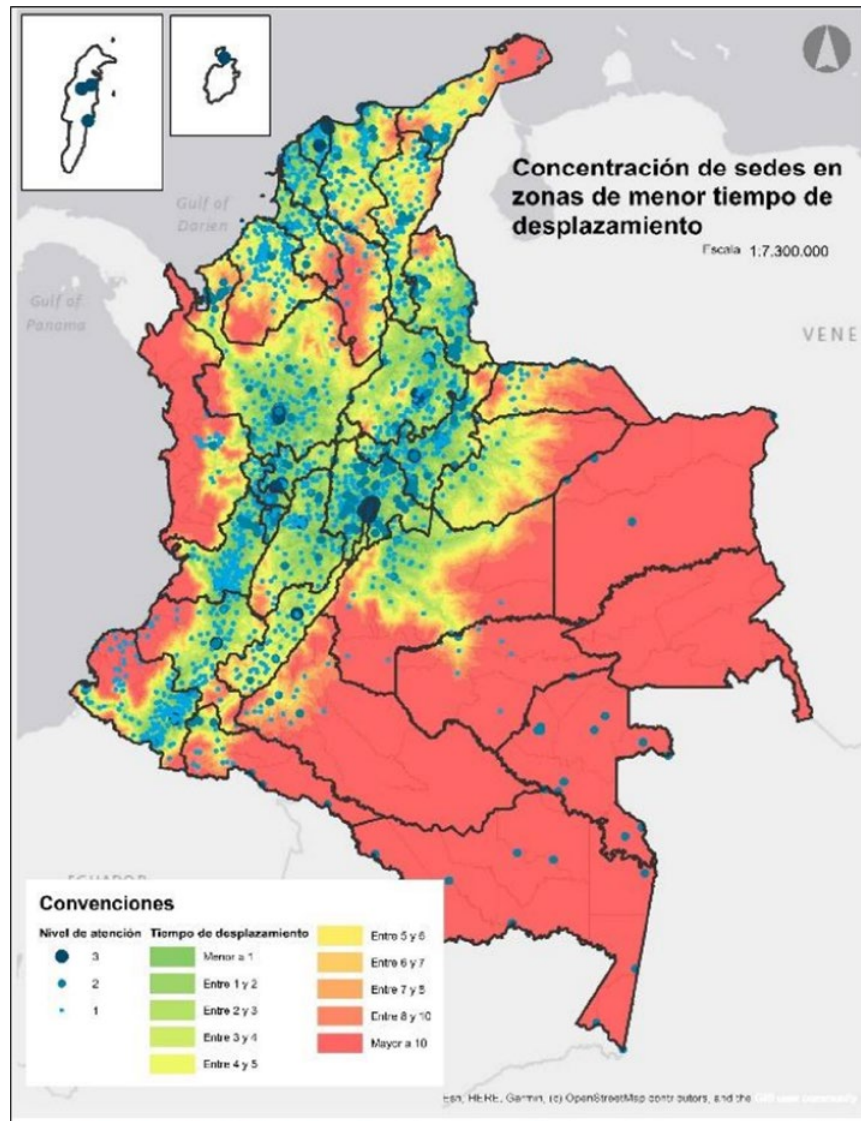 Concentración de sedes en
zonas de menor tiempo de
desplazamiento
Escala 1:7.300.000
Gulf of
Darien
Gulf of
Panama
VENE
ECUADOR
Convenciones
Nivel de atención
3
2
1
Tiempo de desplazamiento
Menor a 1
Entre 1 y 2
Entre 2 y 3
Entre 3 y 4
Entre 4 y 5
Entre 5 y 6
Entre 6 y 7
Entre 7 y 8
Entre 8 y 10
Mayor a 10
Esri, HERE, Garmin, (c) OpenStreetMap contributors, and the GIS user community